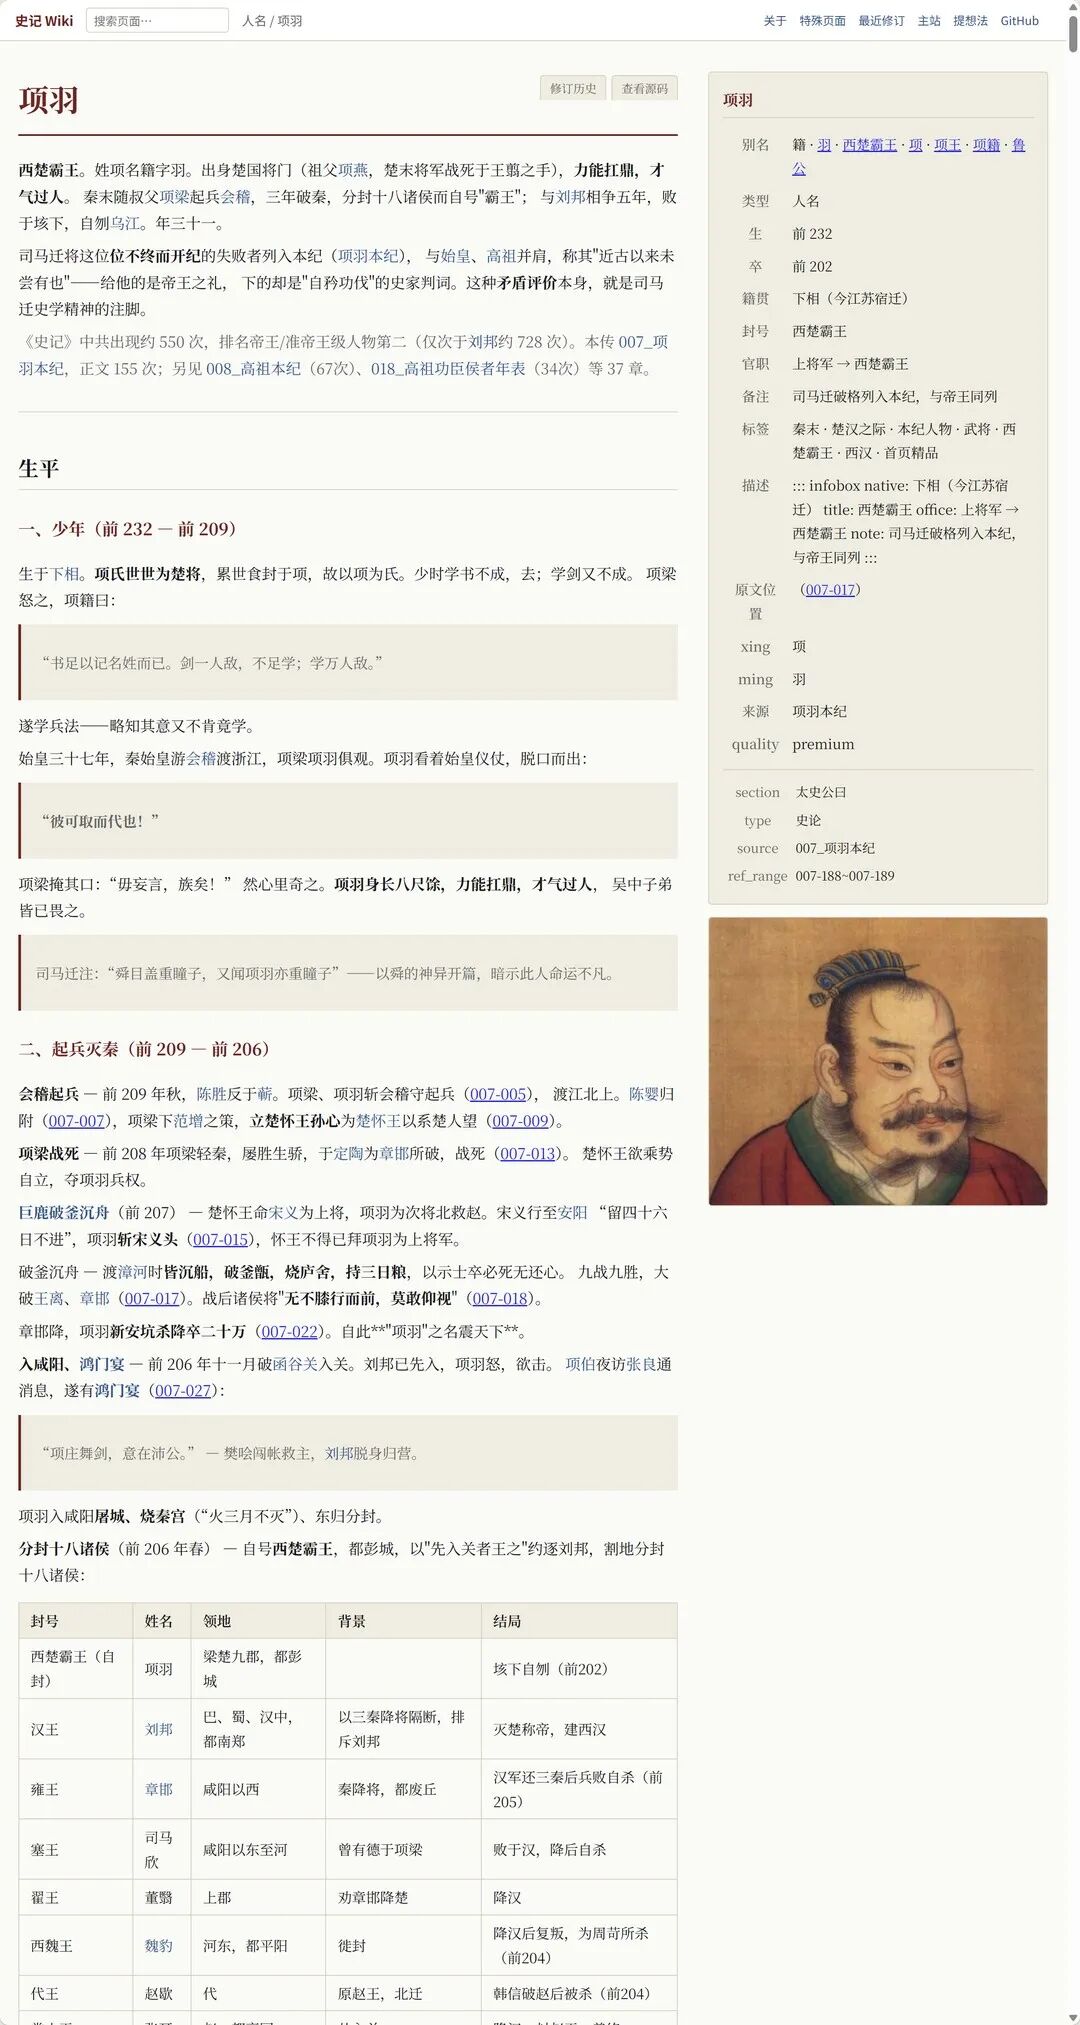 史记 Wiki
搜索页面…
人名 / 项羽
关于 特殊页面 最近修订 主站 提想法 GitHub
项羽
修订历史 查看源码
西楚霸王。姓项名籍字羽。出身楚国将门（祖父项燕，楚末将军战死于王翦之手），力能扛鼎，才
气过人。 秦末随叔父项梁起兵会稽，三年破秦，分封十八诸侯而自号"霸王"； 与刘邦相争五年，败
于垓下，自刎乌江。年三十一。
司马迁将这位位不终而开纪的失败者列入本纪（项羽本纪）， 与始皇、高祖并肩，称其"近古以来未
尝有也"——给他的是帝王之礼， 下的却是"自矜功伐"的史家判词。这种矛盾评价本身，就是司马
迁史学精神的注脚。
《史记》中共出现约 550 次，排名帝王/准帝王级人物第二（仅次于刘邦约 728 次）。本传 007_项
羽本纪，正文 155 次；另见 008_高祖本纪（67次）、018_高祖功臣侯者年表（34次）等 37 章。
生平
一、少年（前 232 — 前 209）
生于下相。项氏世世为楚将，累世食封于项，故以项为氏。少时学书不成，去；学剑又不成。 项梁
怒之，项籍曰：
“书足以记名姓而已。剑一人敌，不足学；学万人敌。”
遂学兵法——略知其意又不肯竟学。
始皇三十七年，秦始皇游会稽渡浙江，项梁项羽俱观。项羽看着始皇仪仗，脱口而出：
“彼可取而代也！”
项梁掩其口：“毋妄言，族矣！” 然心里奇之。项羽身长八尺馀，力能扛鼎，才气过人， 吴中子弟
皆已畏之。
司马迁注：“舜目盖重瞳子，又闻项羽亦重瞳子”——以舜的神异开篇，暗示此人命运不凡。
二、起兵灭秦（前 209 — 前 206）
会稽起兵 — 前 209 年秋，陈胜反于蕲。项梁、项羽斩会稽守起兵（007-005）， 渡江北上。陈婴归
附（007-007），项梁下范增之策，立楚怀王孙心为楚怀王以系楚人望（007-009）。
项梁战死 — 前 208 年项梁轻秦，屡胜生骄，于定陶为章邯所破，战死（007-013）。 楚怀王欲乘势
自立，夺项羽兵权。
巨鹿破釜沉舟（前 207） — 楚怀王命宋义为上将，项羽为次将北救赵。宋义行至安阳 “留四十六
日不进”，项羽斩宋义头（007-015），怀王不得已拜项羽为上将军。
破釜沉舟 — 渡漳河时皆沉船，破釜甑，烧庐舍，持三日粮，以示士卒必死无还心。 九战九胜，大
破王离、章邯（007-017）。战后诸侯将"无不膝行而前，莫敢仰视"（007-018）。
章邯降，项羽新安坑杀降卒二十万（007-022）。自此**"项羽"之名震天下**。
入咸阳、鸿门宴 — 前 206 年十一月破函谷关入关。刘邦已先入，项羽怒，欲击。 项伯夜访张良通
消息，遂有鸿门宴（007-027）：
“项庄舞剑，意在沛公。” — 樊哙闯帐救主，刘邦脱身归营。
项羽入咸阳屠城、烧秦宫（“火三月不灭”）、东归分封。
分封十八诸侯（前 206 年春） — 自号西楚霸王，都彭城，以"先入关者王之"约逐刘邦，割地分封
十八诸侯：
封号 姓名 领地 背景 结局
西楚霸王（自封） 项羽 梁楚九郡，都彭城 垓下自刎（前202）
汉王 刘邦 巴、蜀、汉中，都南郑 以三秦降将隔断，排斥刘邦 灭楚称帝，建西汉
雍王 章邯 咸阳以西 秦降将，都废丘 汉军还三秦后兵败自杀（前205）
塞王 司马欣 咸阳以东至河 曾有德于项梁 败于汉，降后自杀
翟王 董翳 上郡 劝章邯降楚 降汉
西魏王 魏豹 河东，都平阳 徙封 降汉后复叛，为周苛所杀（前204）
代王 赵歇 代 原赵王，北迁 韩信破赵后被杀（前204）
项羽
别名 籍 · 羽 · 西楚霸王 · 项 · 项王 · 项籍 · 鲁
公
类型 人名
生 前 232
卒 前 202
籍贯 下相（今江苏宿迁）
封号 西楚霸王
官职 上将军 → 西楚霸王
备注 司马迁破格列入本纪，与帝王同列
标签 秦末 · 楚汉之际 · 本纪人物 · 武将 · 西
楚霸王 · 西汉 · 首页精品
描述 ::: infobox native: 下相（今江苏宿
迁） title: 西楚霸王 office: 上将军 →
西楚霸王 note: 司马迁破格列入本纪，
与帝王同列 :::
原文位置 （007-017）
xing 项
ming 羽
来源 项羽本纪
quality premium
section 太史公曰
type 史论
source 007_项羽本纪
ref_range 007-188~007-189